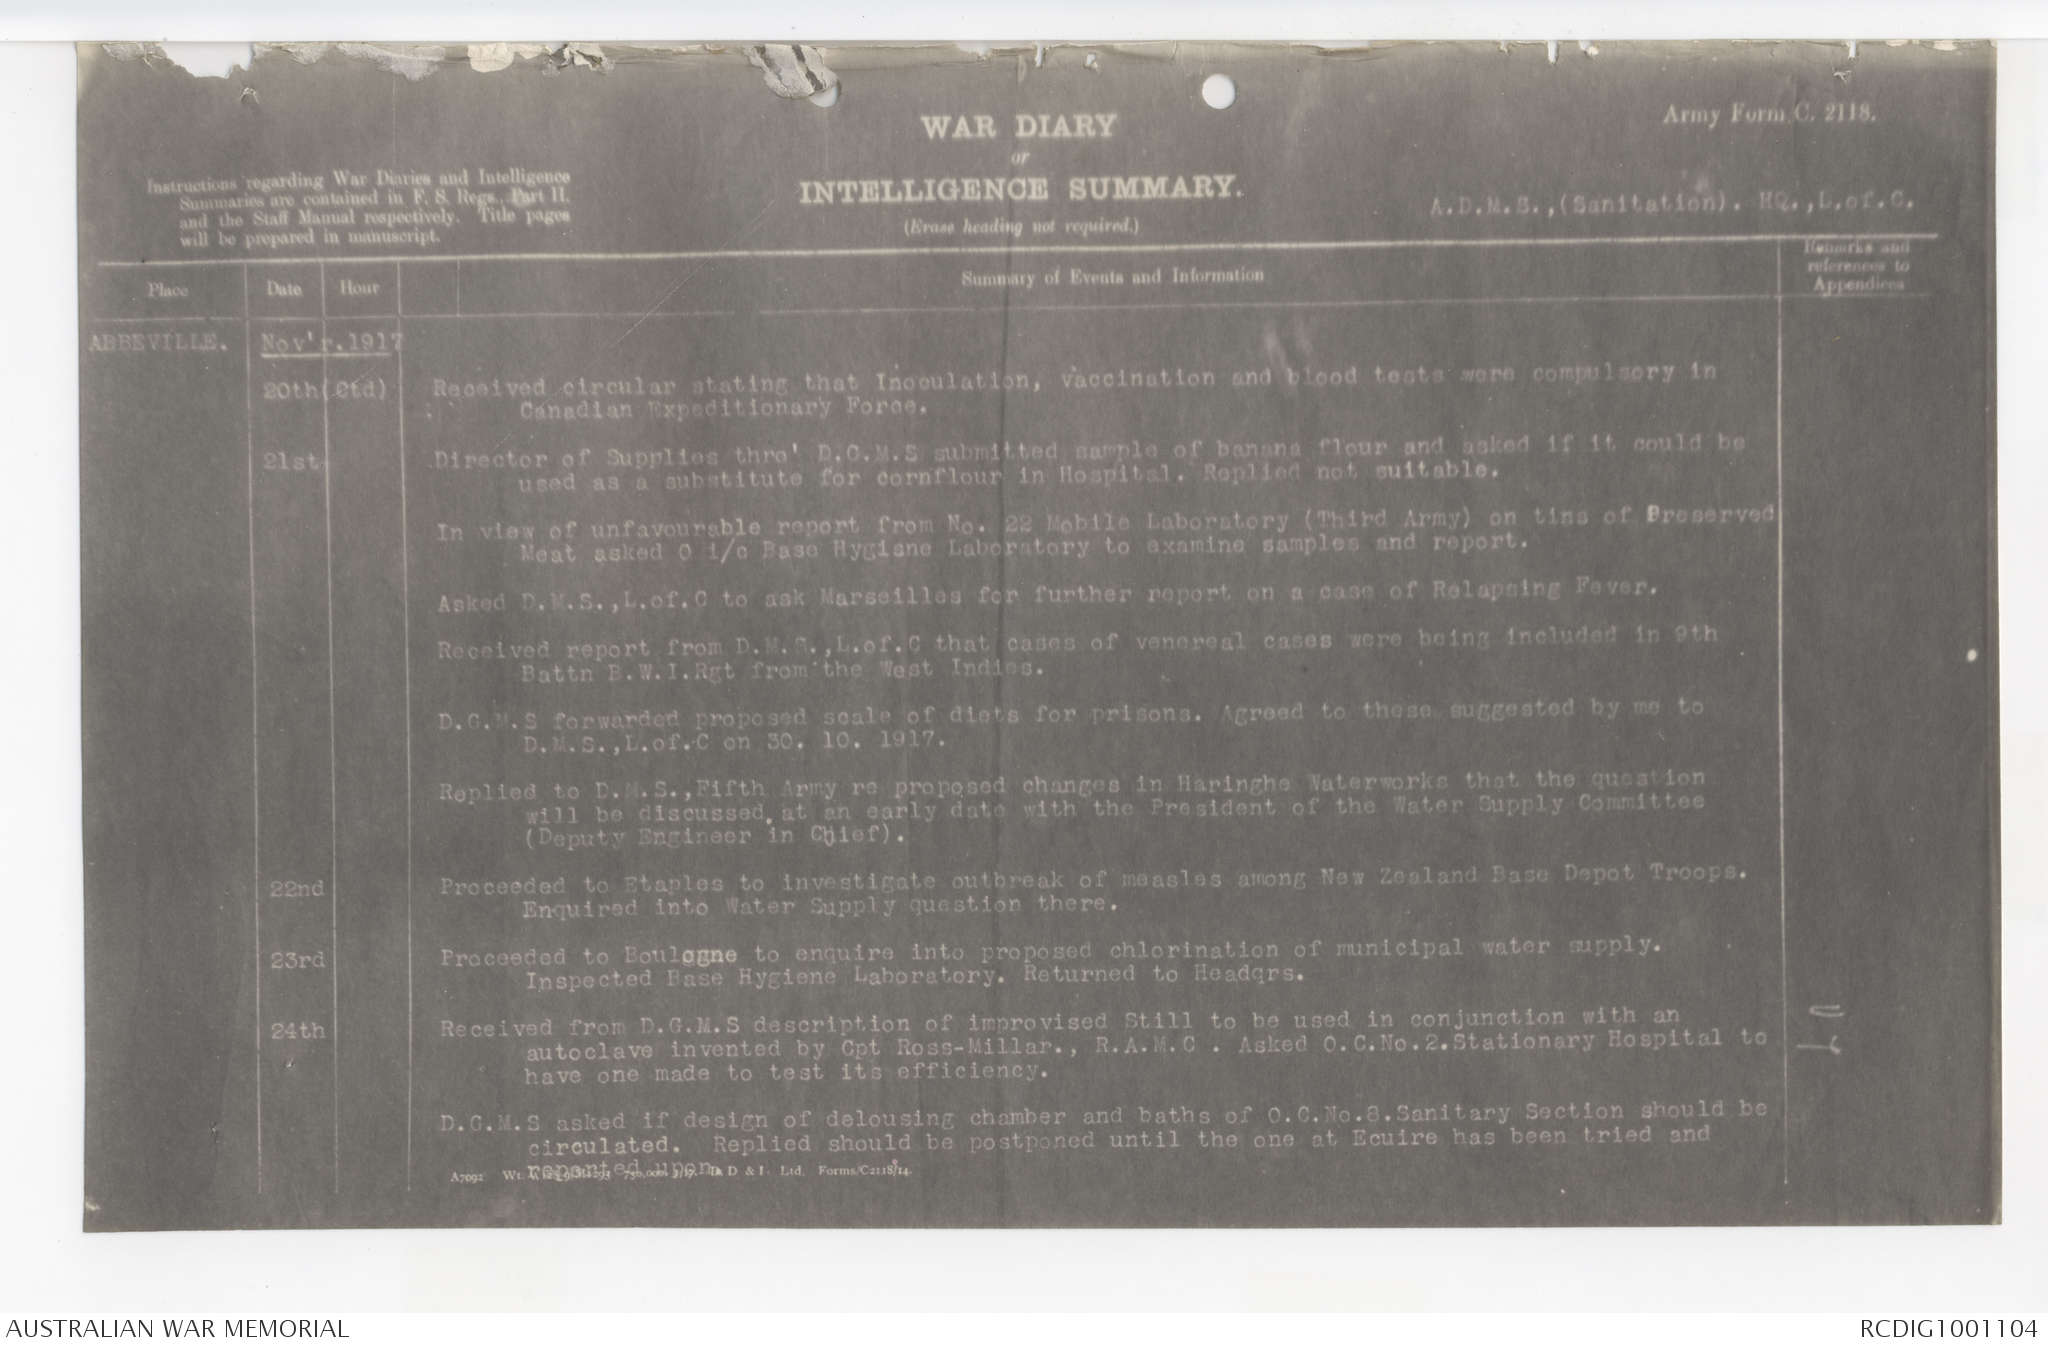 Army Form C. 2118.
WAR DIARY
or
INTELLIGENCE SUMMARY.
(Erase heading not required.)
Instructions regarding War Diaries and Intelligence
Summaries are contained in F. S. Regs., Part II.
and the Staff Manual respectively. Title pages
will be prepared in manuscript.
A.D.M.S.,(Sanitation). HQ.,L.of.C.
Place
Date
Hour
Summary of Events and Information
Remarks and
references to
Appendices
ABBEVILLE.
Nov'r.1917
20th(Ctd) Received circular stating that Inoculation, vaccination and blood tests were compulsory in
Canadian Expeditionary Force.
21st Director of Supplies thro' D.G.M.S submitted sample of banana flour and asked if it could be
used as a substitute for cornflour in Hospital. Replied not suitable.
In view of unfavourable report from No. 22 Mobile Laboratory (Third Army) on tins of Preserved
Meat asked O i/c Base Hygiene Laboratory to examine samples and report.
Asked D.M.S.,L.of.C to ask Marseilles for further report on a case of Relapsing Fever.
Received report from D.M.S.,L.of.C that cases of venereal cases were being included in 9th
Battn B.W.I.Rgt from the West Indies.
D.G.M.S forwarded proposed scale of diets for prisons. Agreed to these suggested by me to
D.M.S.,L.of.C on 30. 10. 1917.
Replied to D.M.S.,Fifth Army re proposed changes in Haringhe Waterworks that the question
will be discussed at an early date with the President of the Water Supply Committee
(Deputy Engineer in Chief).
22nd Proceeded to Etaples to investigate outbreak of measles among New Zealand Base Depot Troops.
Enquired into Water Supply question there.
23rd Proceeded to Boulogne to enquire into proposed chlorination of municipal water supply.
Inspected Base Hygiene Laboratory. Returned to Headqrs.
24th Received from D.G.M.S description of improvised Still to be used in conjunction with an
autoclave invented by Cpt Ross-Millar., R.A.M.C . Asked O.C.No.2.Stationary Hospital to
have one made to test its efficiency.
D.G.M.S asked if design of delousing chamber and baths of O.C.No.8.Sanitary Section should be
circulated. Replied should be postponed until the one at Ecuire has been tried and
reported upon.
A7092 Wt. 750,000. D D & L. Ltd. Forms/C2118/14.
AUSTRALIAN WAR MEMORIAL
RCDIG1001104